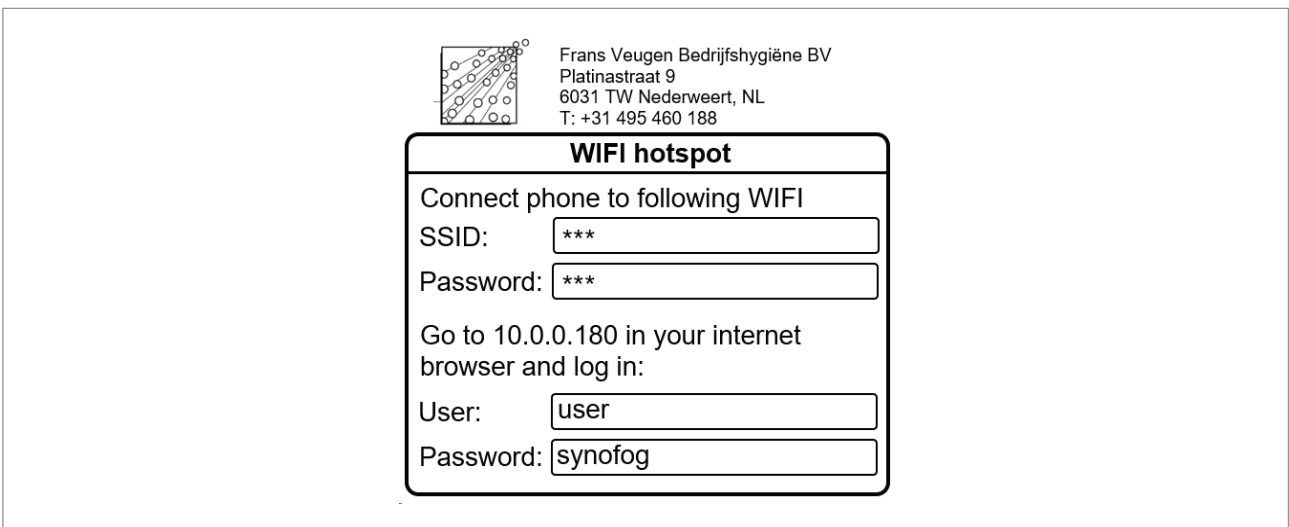 Frans Veugen Bedrijfshygiëne BV
Platinastraat 9
6031 TW Nederweert, NL
T: +31 495 460 188
WIFI hotspot
Connect phone to following WIFI
SSID: ***
Password: ***
Go to 10.0.0.180 in your internet
browser and log in:
User: user
Password: synofog